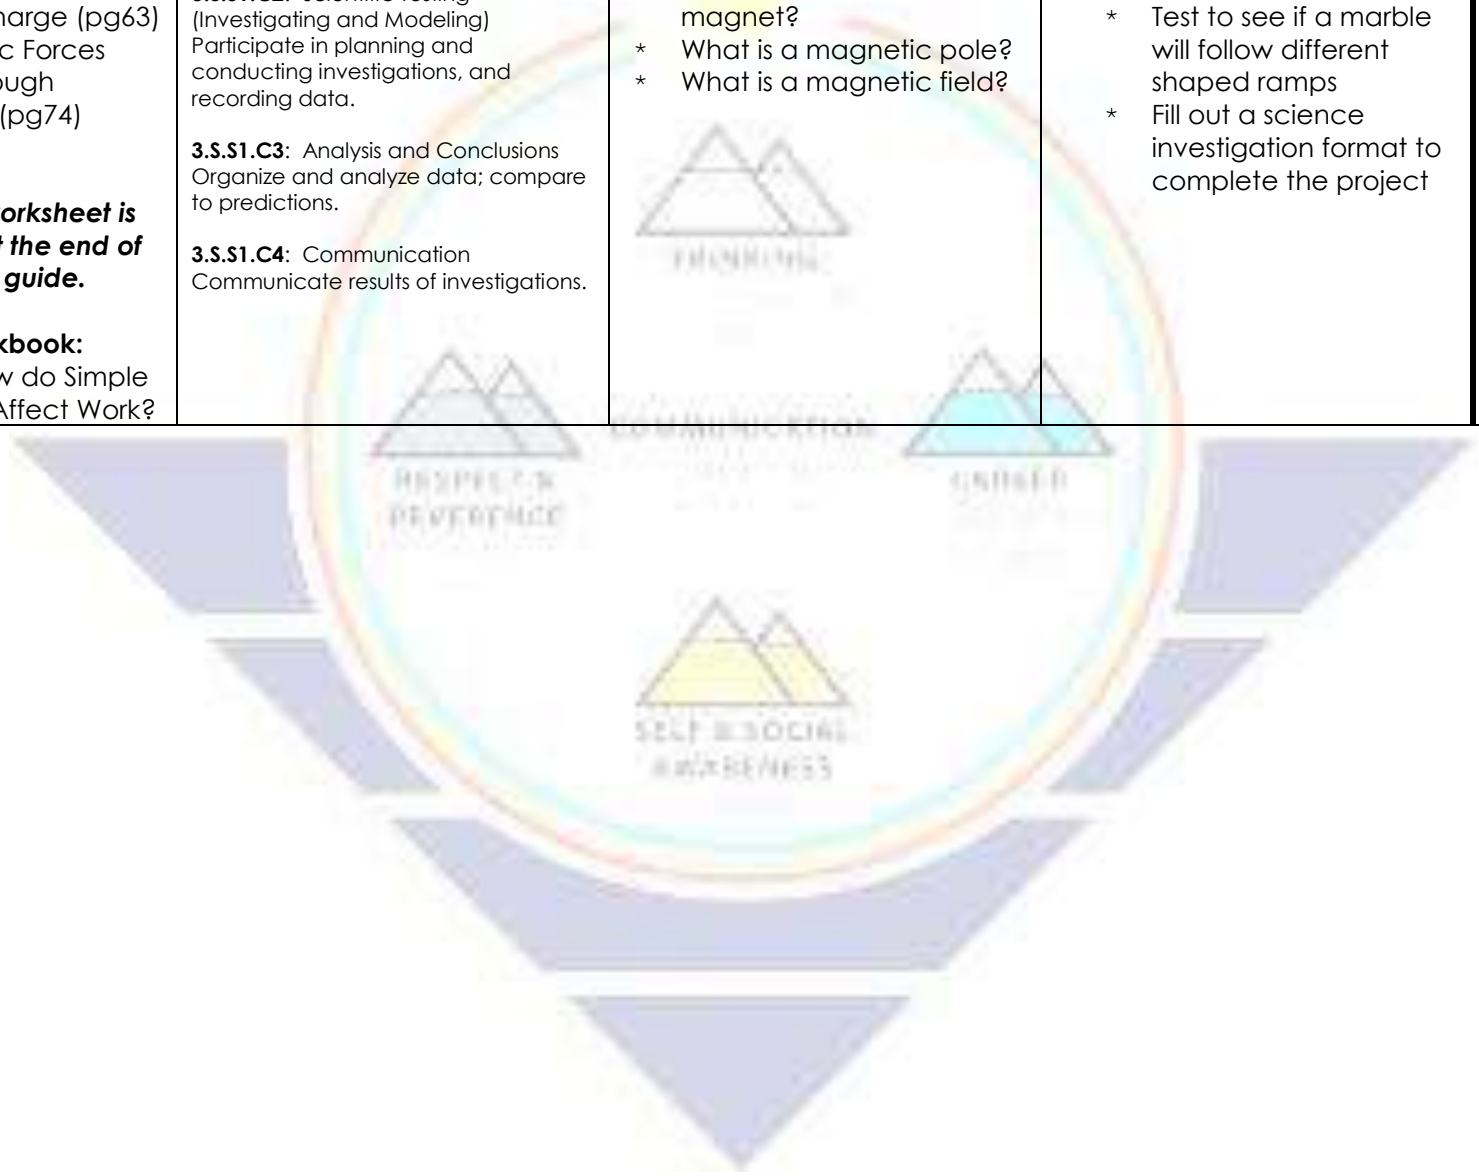 harge (pg63)
c Forces
ough
(pg74)
orksheet is
t the end of
guide.
kbook:
w do Simple
Affect Work?
(Investigating and Modeling)
Participate in planning and
conducting investigations, and
recording data.
3.S.S1.C3: Analysis and Conclusions
Organize and analyze data; compare
to predictions.
3.S.S1.C4: Communication
Communicate results of investigations.
magnet?
* What is a magnetic pole?
* What is a magnetic field?
* Test to see if a marble
will follow different
shaped ramps
* Fill out a science
investigation format to
complete the project
THINKING
COMMUNICATION
RESPECT &
REVERENCE
CAREER
SELF & SOCIAL
AWARENESS